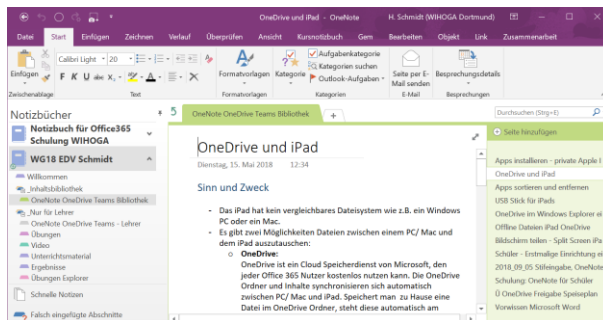 OneDrive und iPad - OneNote
H. Schmidt (WIHOGA Dortmund)
Datei Start Einfügen Zeichnen Verlauf Überprüfen Ansicht Kursnotizbuch Gem Bearbeiten Objekt Link Zusammenarbeit
Einfügen
Calibri Light 20
F K U abc X₂ A
Formatvorlagen
Kategorie
Aufgabenkategorie
Kategorien suchen
Outlook-Aufgaben
Seite per E-Mail senden
Besprechungsdetails
Zwischenablage Text Formatvorlagen Kategorien E-Mail Besprechungen
Notizbücher
Notizbuch für Office365
Schulung WIHOGA
WG18 EDV Schmidt
Willkommen
_Inhaltsbibliothek
OneNote OneDrive Teams Bibliothek
_Nur für Lehrer
OneNote OneDrive Teams - Lehrer
Übungen
Video
Unterrichtsmaterial
Ergebnisse
Übungen Explorer
Schnelle Notizen
Falsch eingefügte Abschnitte
OneNote OneDrive Teams Bibliothek
OneDrive und iPad
Dienstag, 15. Mai 2018 12:34
Sinn und Zweck
- Das iPad hat kein vergleichbares Dateisystem wie z.B. ein Windows
PC oder ein Mac.
- Es gibt zwei Möglichkeiten Dateien zwischen einem PC/ Mac und
dem iPad auszutauschen:
o OneDrive:
OneDrive ist ein Cloud Speicherdienst von Microsoft, den
jeder Office 365 Nutzer kostenlos nutzen kann. Die OneDrive
Ordner und Inhalte synchronisieren sich automatisch
zwischen PC/ Mac und iPad. Speichert man zu Hause eine
Datei im OneDrive Ordner, steht diese automatisch am
Durchsuchen (Strg+E)
Seite hinzufügen
Apps installieren - private Apple I
OneDrive und iPad
Apps sortieren und entfernen
USB Stick für iPads
OneDrive im Windows Explorer ei
Offline Dateien iPad OneDrive
Bildschirm teilen - Split Screen iPa
Schüler - Erstmalige Einrichtung ei
2018_09_05 Stifeingabe, OneNote
Schulung: OneNote für Schüler
Ü OneDrive Freigabe Speiseplan
Vorwissen Microsoft Word